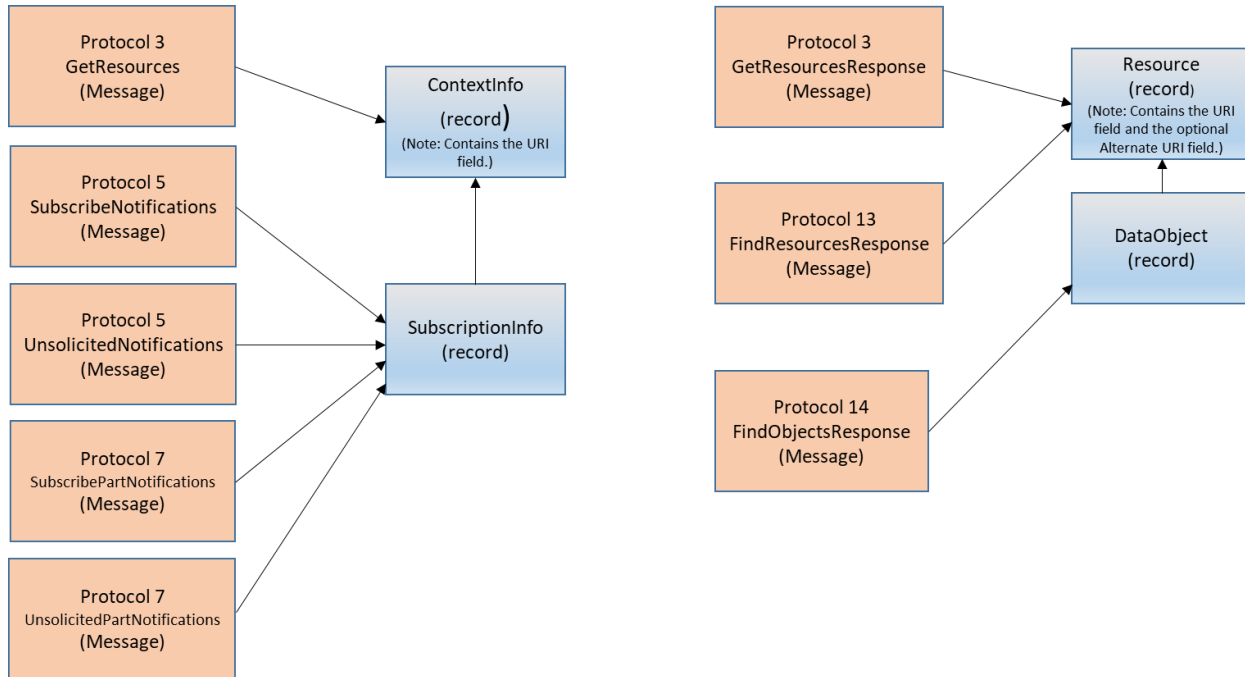 Protocol 3
GetResources
(Message)
ContextInfo
(record)
(Note: Contains the URI
field.)
Protocol 5
SubscribeNotifications
(Message)
Protocol 5
UnsolicitedNotifications
(Message)
SubscriptionInfo
(record)
Protocol 7
SubscribePartNotifications
(Message)
Protocol 7
UnsolicitedPartNotifications
(Message)
Protocol 3
GetResourcesResponse
(Message)
Resource
(record)
(Note: Contains the URI
field and the optional
Alternate URI field.)
Protocol 13
FindResourcesResponse
(Message)
DataObject
(record)
Protocol 14
FindObjectsResponse
(Message)